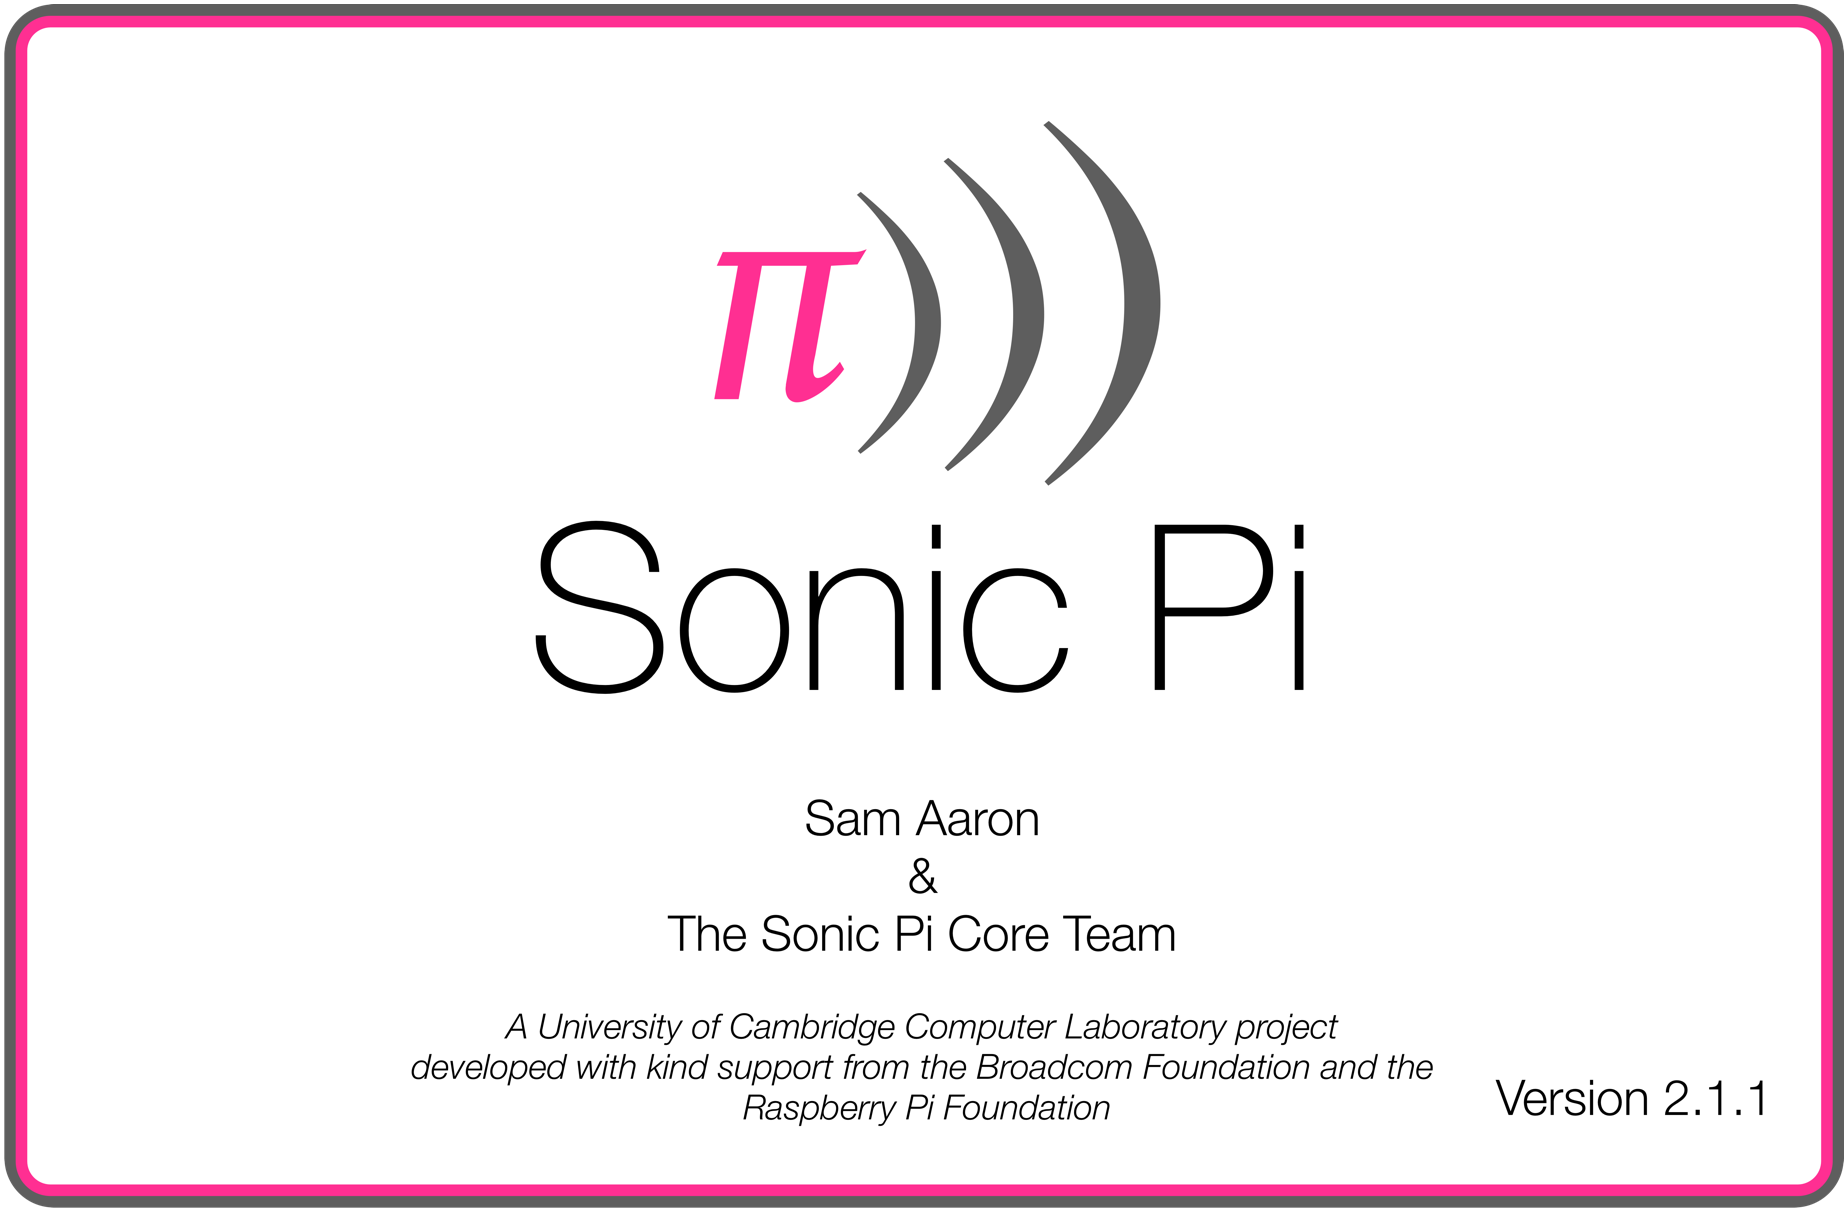 π
Sonic Pi
Sam Aaron
&
The Sonic Pi Core Team
A University of Cambridge Computer Laboratory project
developed with kind support from the Broadcom Foundation and the
Raspberry Pi Foundation
Version 2.1.1